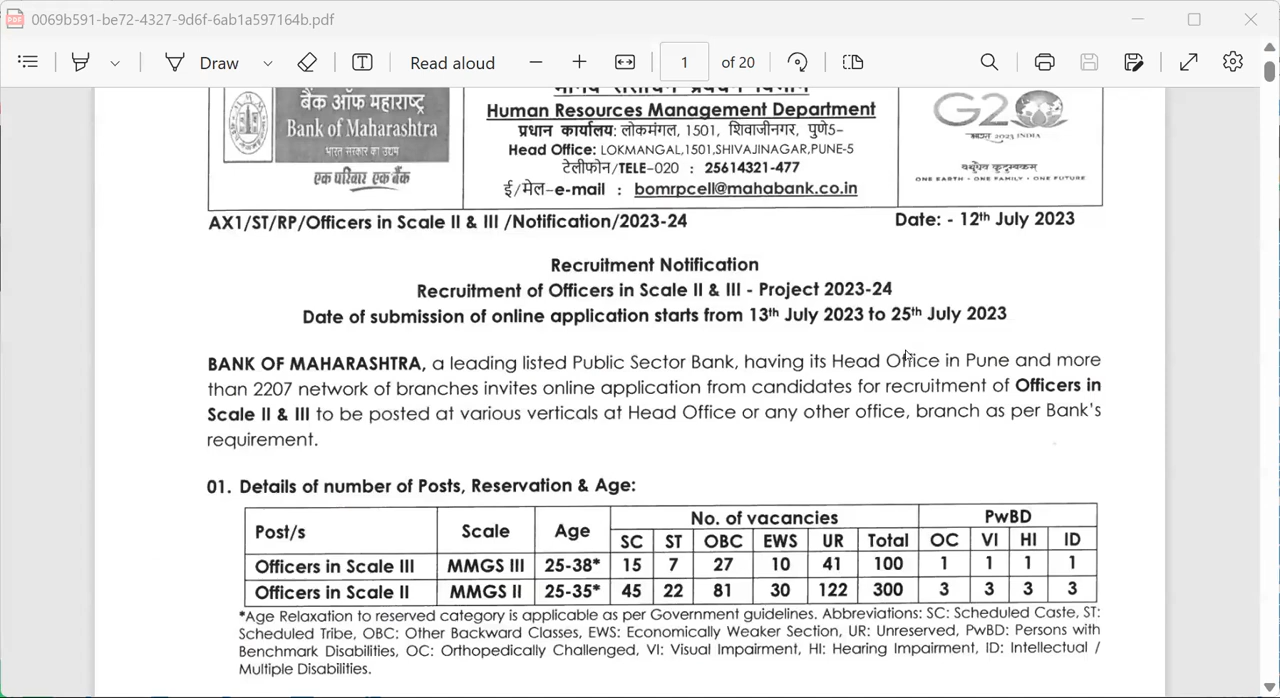 0069b591-be72-4327-9d6f-6ab1a597164b.pdf
Draw
Read aloud
1 of 20
बैंक ऑफ महाराष्ट्र
Bank of Maharashtra
भारत सरकार का उद्यम
एक परिवार एक बैंक
मानव संसाधन प्रबंधन विभाग
Human Resources Management Department
प्रधान कार्यालय: लोकमंगल, 1501, शिवाजीनगर, पुणे5-
Head Office: LOKMANGAL,1501,SHIVAJINAGAR,PUNE-5
टेलीफोन/TELE-020 : 25614321-477
ई/मेल-e-mail : bomrpcell@mahabank.co.in
G20
भारत 2023 INDIA
वसुधैव कुटुम्बकम्
ONE EARTH • ONE FAMILY • ONE FUTURE
AX1/ST/RP/Officers in Scale II & III /Notification/2023-24 Date: - 12th July 2023
Recruitment Notification
Recruitment of Officers in Scale II & III - Project 2023-24
Date of submission of online application starts from 13th July 2023 to 25th July 2023
BANK OF MAHARASHTRA, a leading listed Public Sector Bank, having its Head Office in Pune and more
than 2207 network of branches invites online application from candidates for recruitment of Officers in
Scale II & III to be posted at various verticals at Head Office or any other office, branch as per Bank's
requirement.
01. Details of number of Posts, Reservation & Age:
Post/s Scale Age No. of vacancies PwBD
SC ST OBC EWS UR Total OC VI HI ID
Officers in Scale III MMGS III 25-38* 15 7 27 10 41 100 1 1 1 1
Officers in Scale II MMGS II 25-35* 45 22 81 30 122 300 3 3 3 3
*Age Relaxation to reserved category is applicable as per Government guidelines. Abbreviations: SC: Scheduled Caste, ST:
Scheduled Tribe, OBC: Other Backward Classes, EWS: Economically Weaker Section, UR: Unreserved, PwBD: Persons with
Benchmark Disabilities, OC: Orthopedically Challenged, VI: Visual Impairment, HI: Hearing Impairment, ID: Intellectual /
Multiple Disabilities.